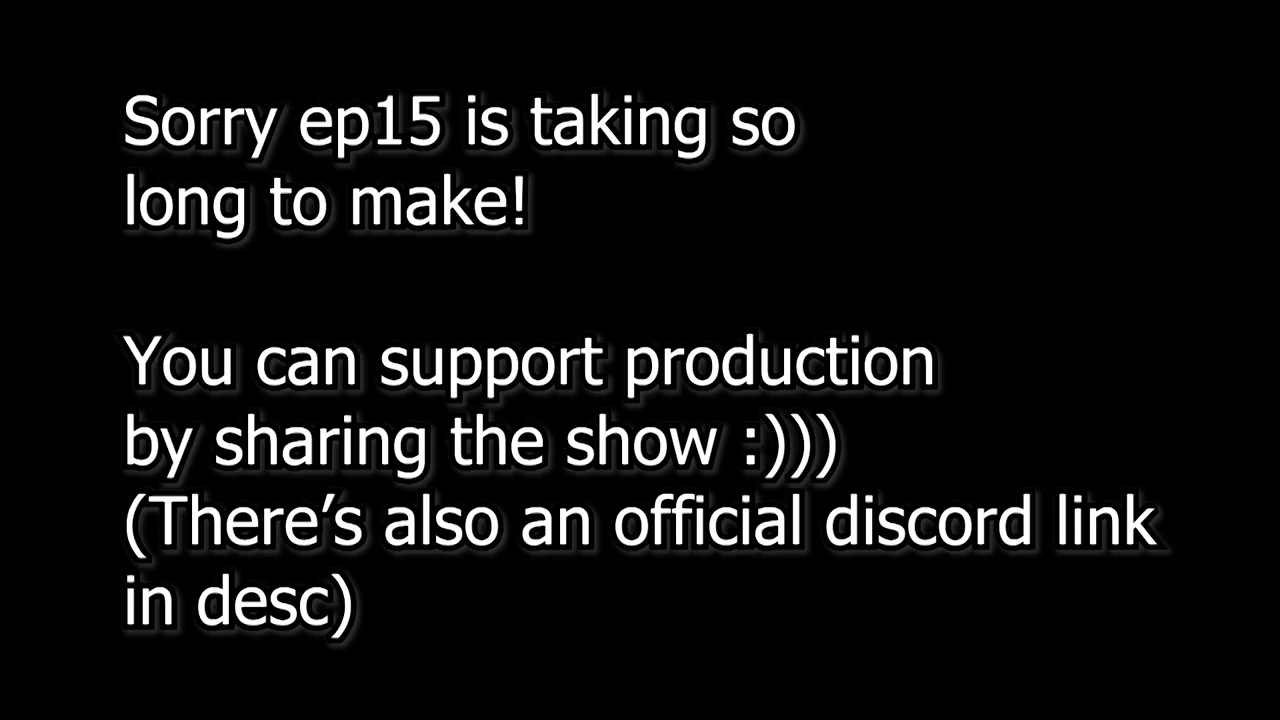 Sorry ep15 is taking so
long to make!
You can support production
by sharing the show :)))
(There’s also an official discord link
in desc)